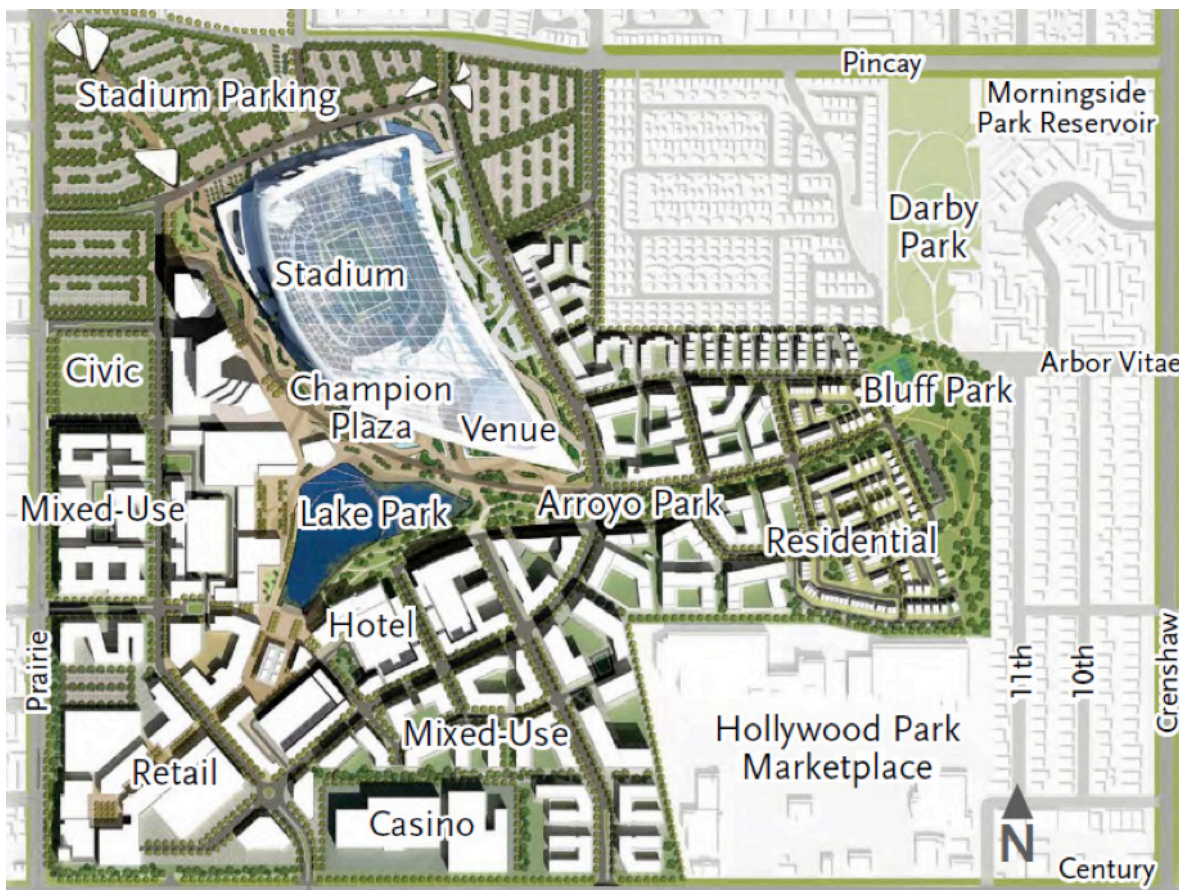 Pincay
Stadium Parking
Morningside
Park Reservoir
Darby
Park
Stadium
Civic
Arbor Vitae
Champion
Plaza
Bluff Park
Venue
Mixed-Use
Lake Park
Arroyo Park
Residential
Hotel
Prairie
11th
10th
Crenshaw
Mixed-Use
Hollywood Park
Marketplace
Retail
Casino
N
Century